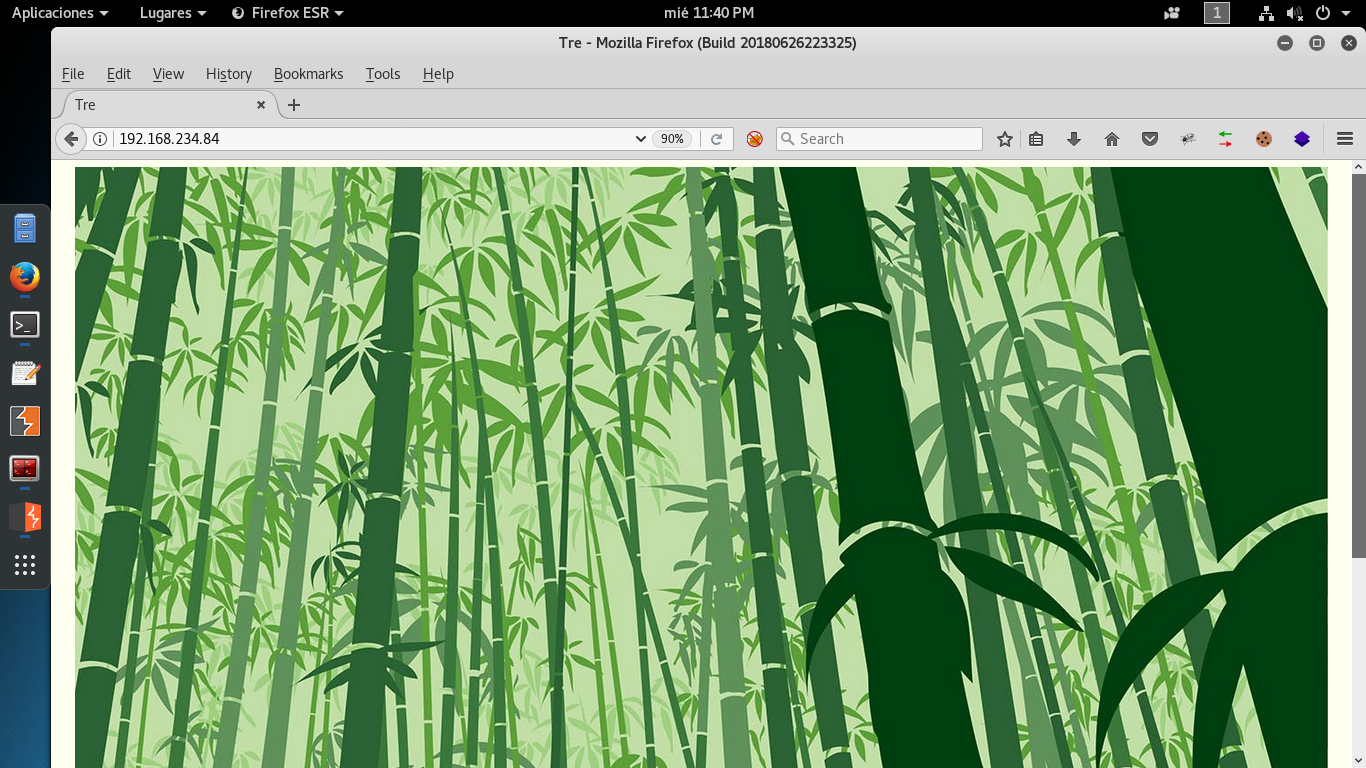 Aplicaciones Lugares Firefox ESR mié 11:40 PM 1
Tre - Mozilla Firefox (Build 20180626223325)
File Edit View History Bookmarks Tools Help
Tre
192.168.234.84 90% Search